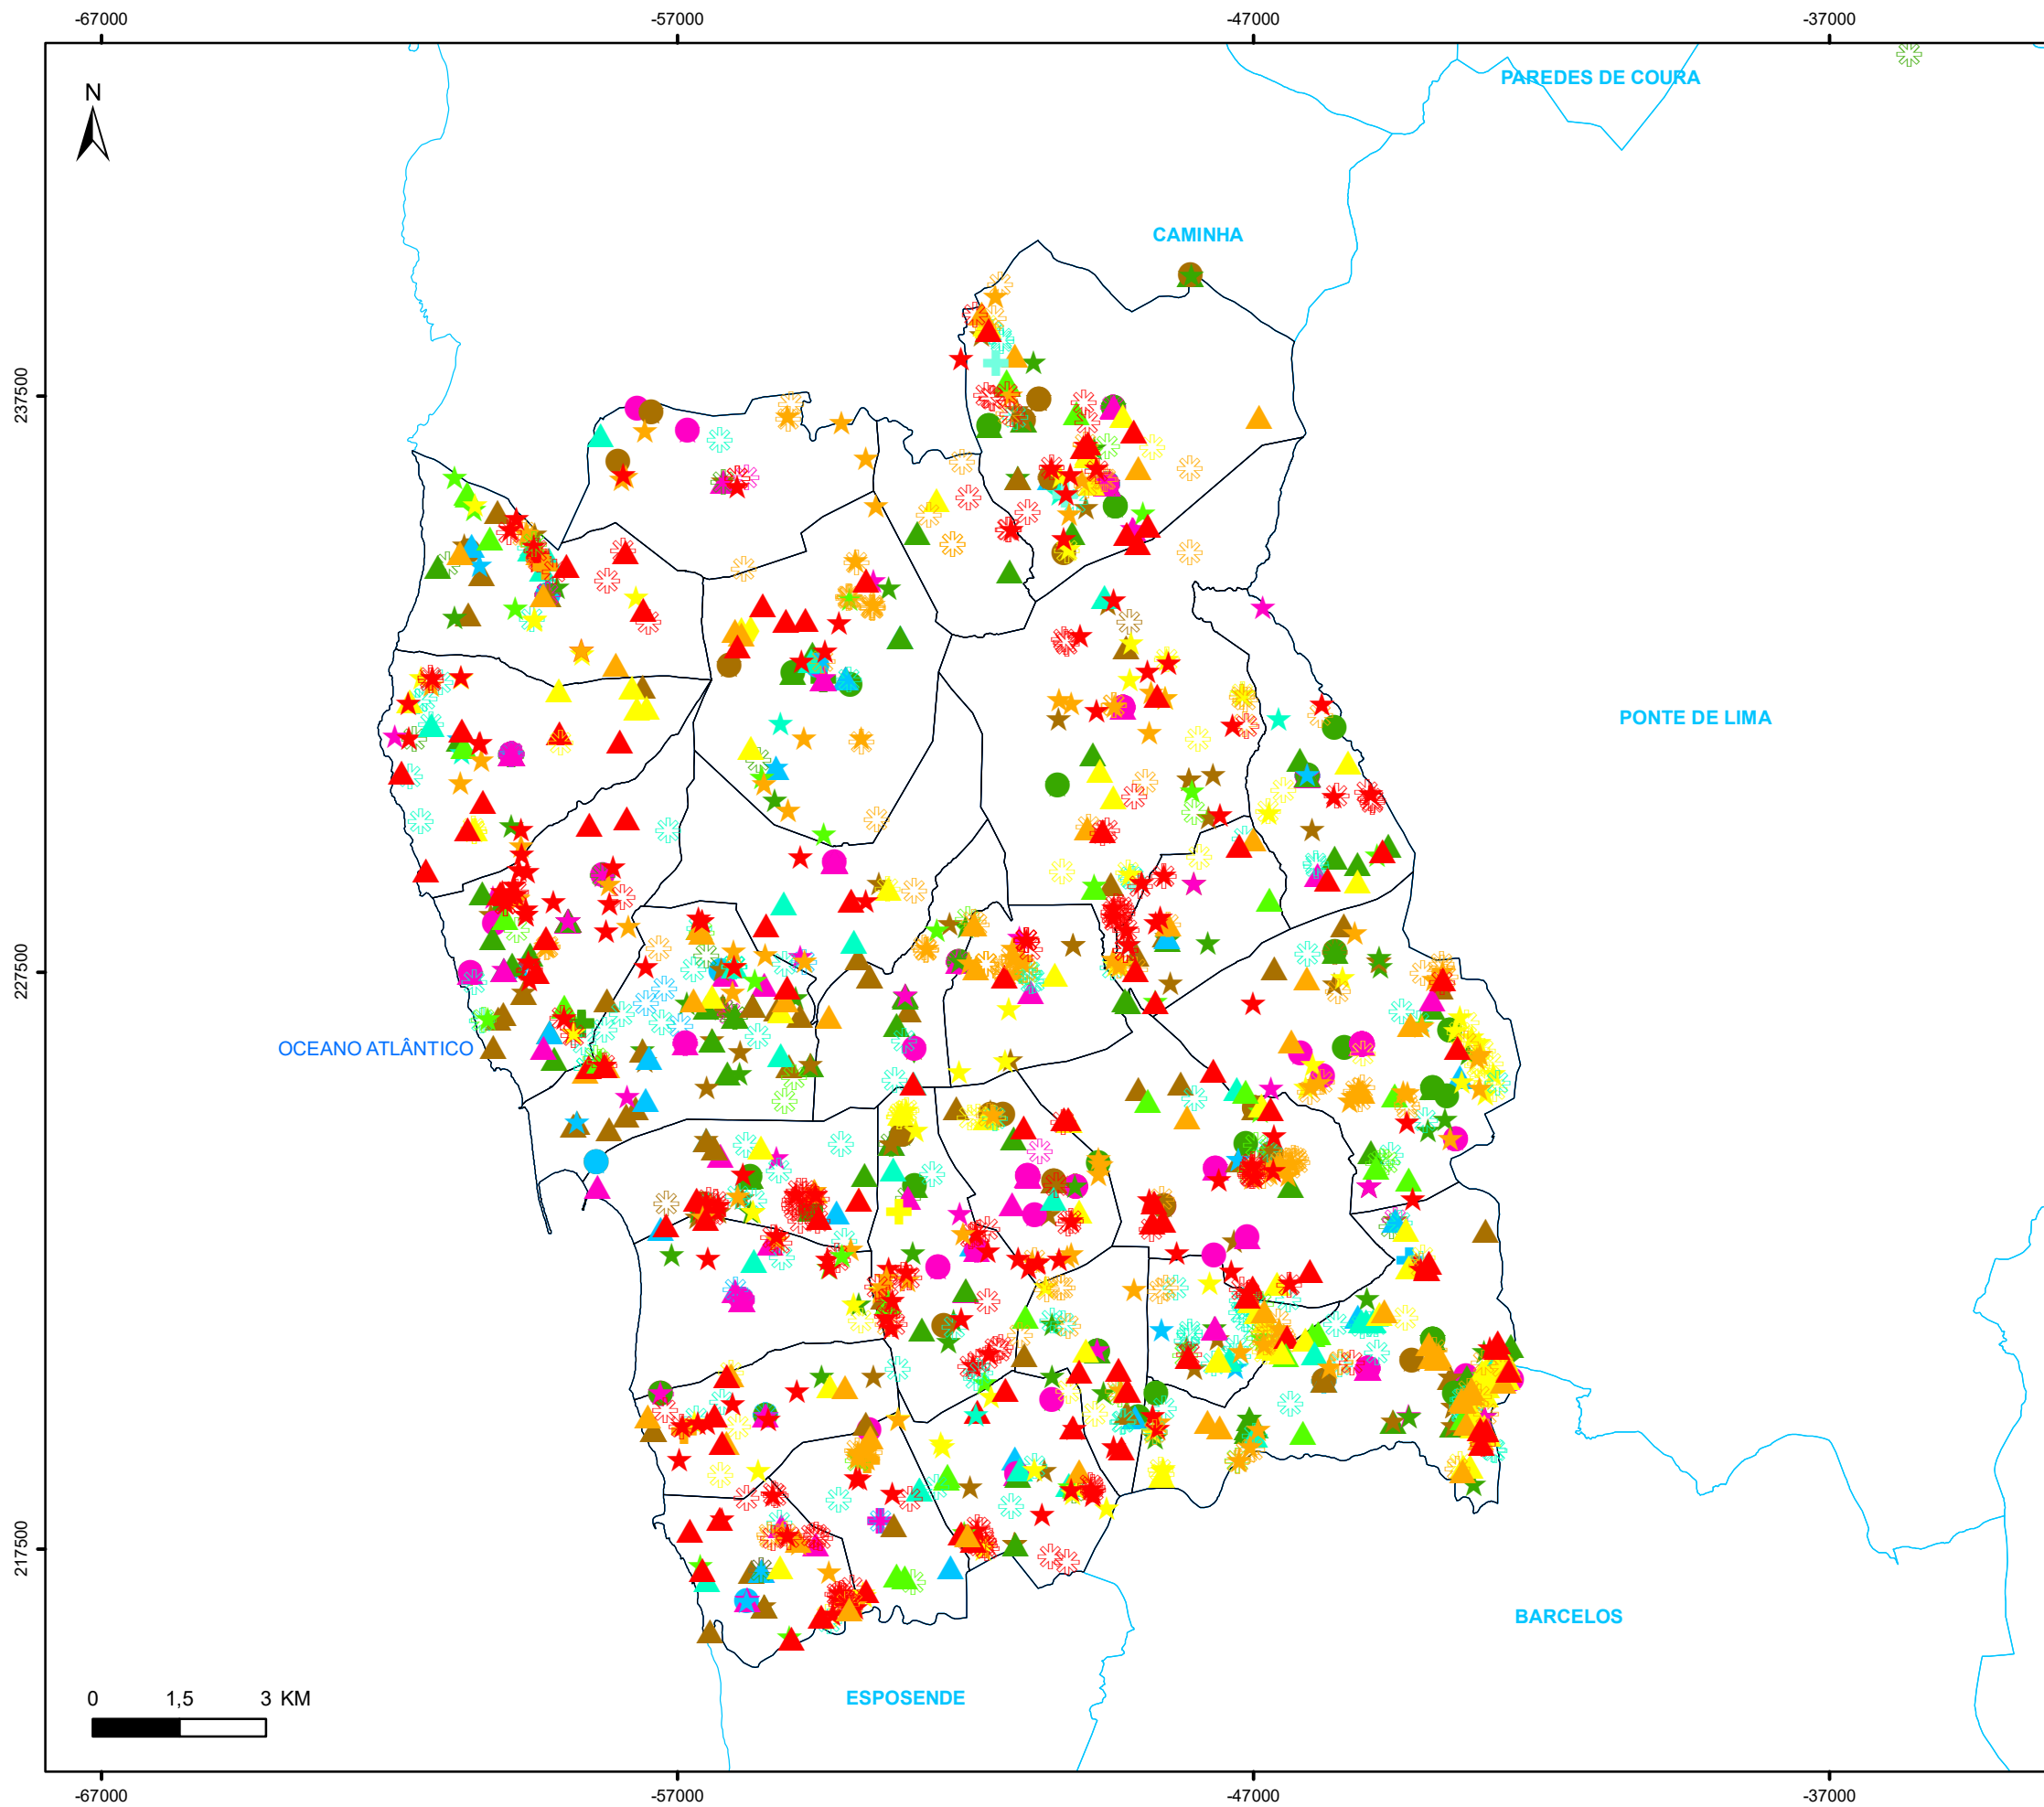 -67000 -57000 -47000 -37000
PAREDES DE COURA
N
CAMINHA
237500
PONTE DE LIMA
227500
OCEANO ATLÂNTICO
217500
BARCELOS
ESPOSENDE
0 1,5 3 KM
-67000 -57000 -47000 -37000